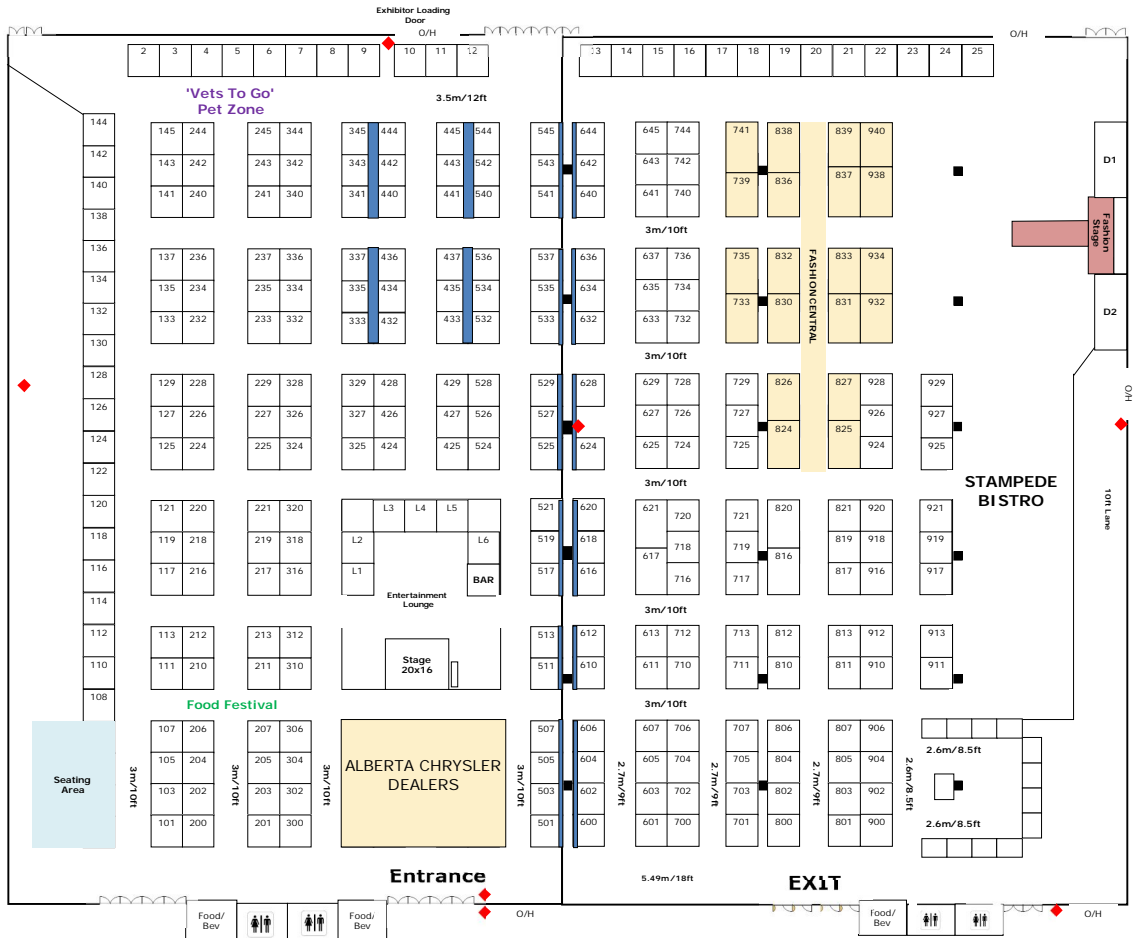 Exhibitor Loading
Door
O/H
O/H
2 3 4 5 6 7 8 9 10 11 12 13 14 15 16 17 18 19 20 21 22 23 24 25
'Vets To Go'
Pet Zone
3.5m/12ft
144
145 244 245 344 345 444 445 544 545 644 645 744 741 838 839 940
142
143 242 243 342 343 442 443 542 543 642 643 742
D1
140
739 836 837 938
141 240 241 340 341 440 441 540 541 640 641 740
138
Fashion
Stage
3m/10ft
136
137 236 237 336 337 436 437 536 537 636 637 736 735 832 833 934
FASHION CENTRAL
134
135 234 235 334 335 434 435 534 535 634 635 734
733 830 831 932
132
133 232 233 332 333 432 433 532 533 632 633 732
D2
130
3m/10ft
128
129 228 229 328 329 428 429 528 529 628 629 728 729 826 827 928 929
O/H
126
127 226 227 326 327 426 427 526 527 627 726 727 926 927
824 825
124
125 224 225 324 325 424 425 524 525 624 625 724 725 924 925
122
3m/10ft
STAMPEDE
BISTRO
10ft Lane
120
121 220 221 320 L3 L4 L5 521 620 621 720 721 820 821 920 921
118
119 218 219 318 L2 L6 519 618 718 719 819 918 919
617 816
116
117 216 217 316 L1 BAR 517 616 716 717 817 916 917
114
Entertainment
Lounge
3m/10ft
112
113 212 213 312 513 612 613 712 713 812 813 912 913
110
111 210 211 310 511 610 611 710 711 810 811 910 911
Stage
20x16
108
Food Festival
3m/10ft
107 206 207 306 507 606 607 706 707 806 807 906
105 204 205 304 505 604 605 704 705 804 805 904
103 202 203 302 503 602 603 702 703 802 803 902
101 200 201 300 501 600 601 700 701 800 801 900
Seating
Area
3m/10ft
3m/10ft
3m/10ft
ALBERTA CHRYSLER
DEALERS
3m/10ft
2.7m/9ft
2.7m/9ft
2.7m/9ft
2.6m/8.5ft
2.6m/8.5ft
2.6m/8.5ft
Entrance
5.49m/18ft
EXIT
Food/
Bev
Food/
Bev
O/H
Food/
Bev
O/H